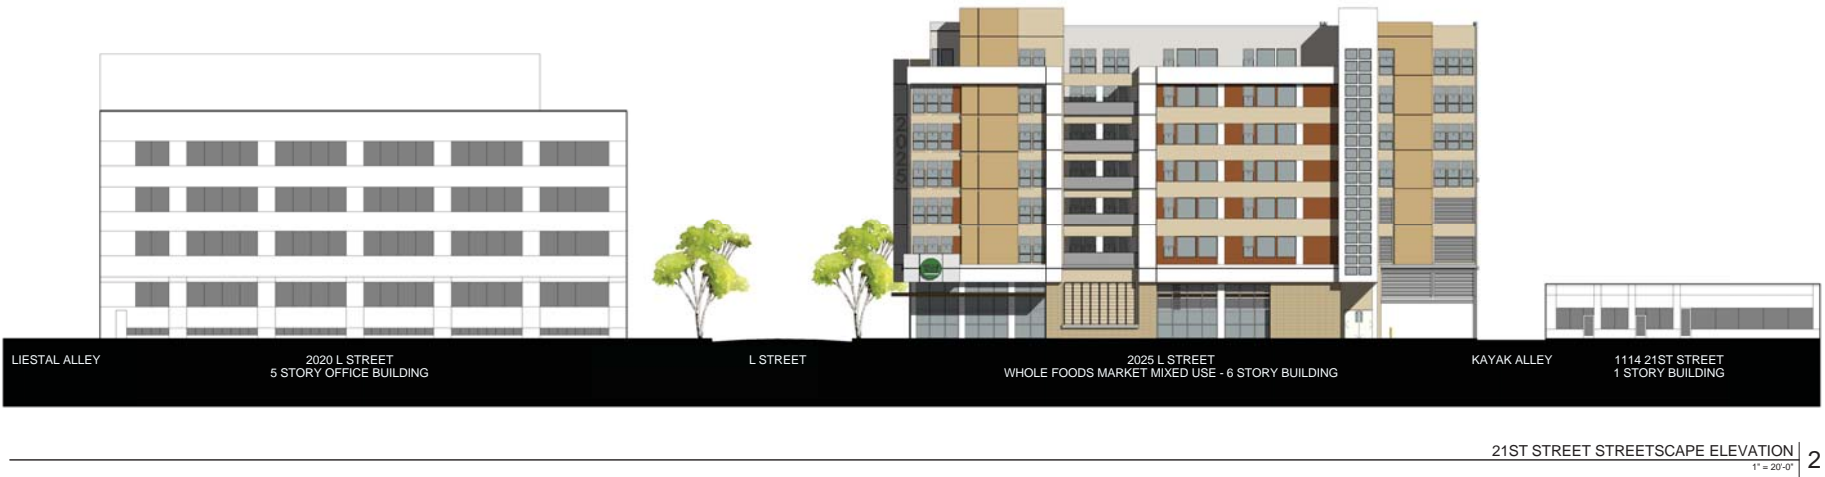 2025
LIESTAL ALLEY
2020 L STREET
5 STORY OFFICE BUILDING
L STREET
2025 L STREET
WHOLE FOODS MARKET MIXED USE - 6 STORY BUILDING
KAYAK ALLEY
1114 21ST STREET
1 STORY BUILDING
21ST STREET STREETSCAPE ELEVATION
1" = 20'-0"
2